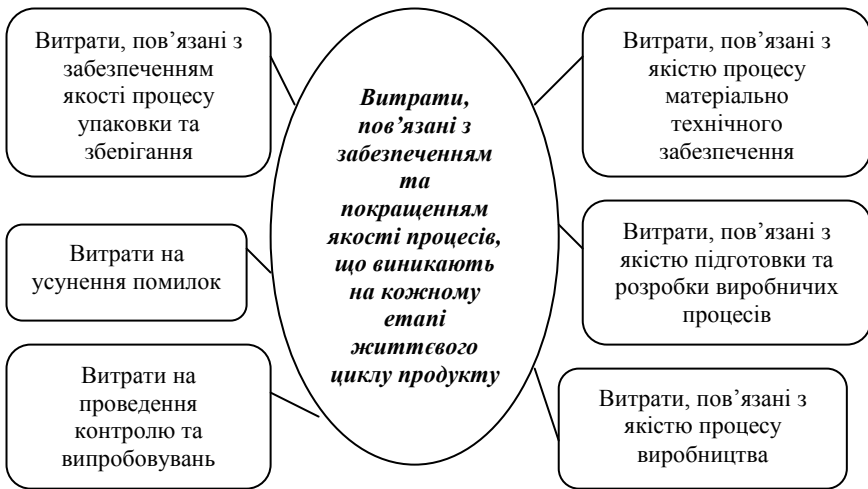 Витрати, пов’язані з
забезпеченням
якості процесу
упаковки та
зберігання
Витрати на
усунення помилок
Витрати на
проведення
контролю та
випробовувань
Витрати,
пов’язані з
забезпеченням
та
покращенням
якості процесів,
що виникають
на кожному
етапі
життєвого
циклу продукту
Витрати, пов’язані з
якістю процесу
матеріально
технічного
забезпечення
Витрати, пов’язані з
якістю підготовки та
розробки виробничих
процесів
Витрати, пов’язані з
якістю процесу
виробництва